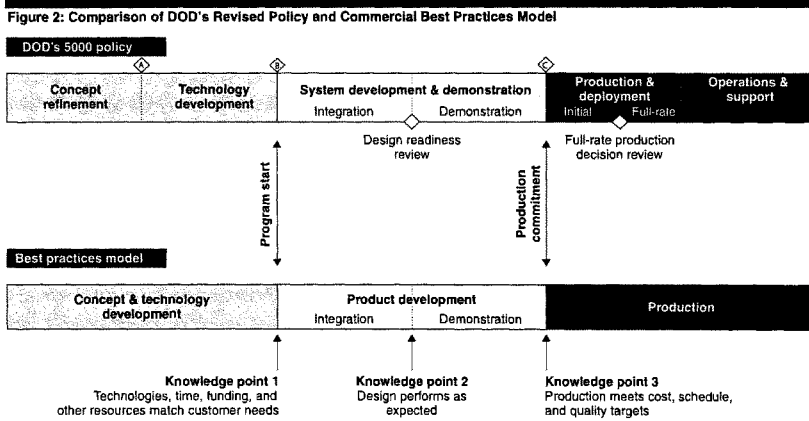 Figure 2: Comparison of DOD's Revised Policy and Commercial Best Practices Model
DOD's 5000 policy
A
B
C
Concept
refinement
Technology
development
System development & demonstration
Integration
Demonstration
Production &
deployment
Initial
Full-rate
Operations &
support
Design readiness
review
Full-rate production
decision review
Program start
Production
commitment
Best practices model
Concept & technology
development
Product development
Integration
Demonstration
Production
Knowledge point 1
Technologies, time, funding, and
other resources match customer needs
Knowledge point 2
Design performs as
expected
Knowledge point 3
Production meets cost, schedule,
and quality targets